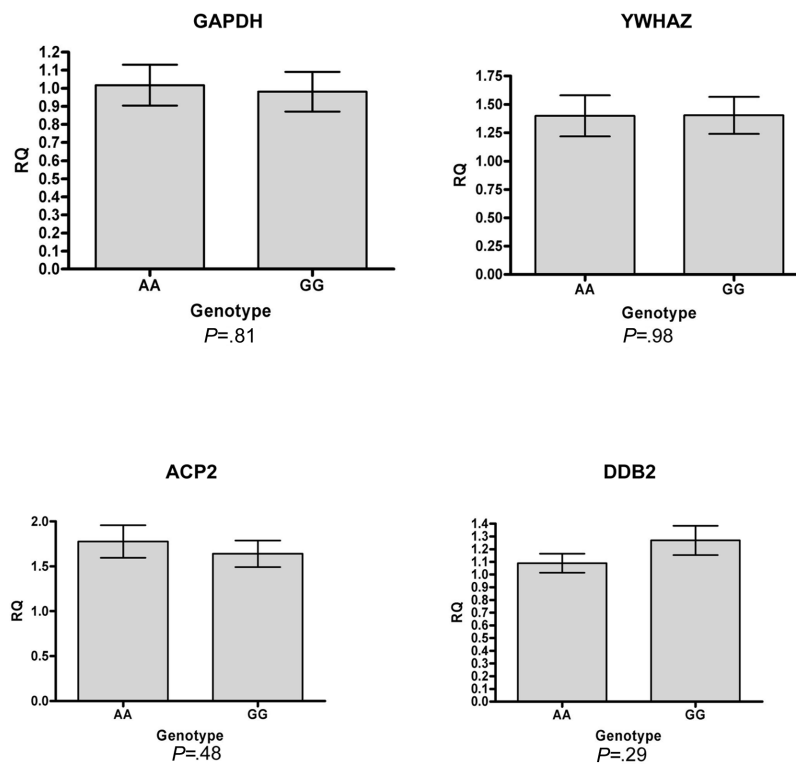 GAPDH
1.2
1.1
1.0
0.9
0.8
0.7
0.6
0.5
0.4
0.3
0.2
0.1
0.0
RQ
AA GG
Genotype
P=.81
YWHAZ
1.75
1.50
1.25
1.00
0.75
0.50
0.25
0.00
RQ
AA GG
Genotype
P=.98
ACP2
2.0
1.5
1.0
0.5
0.0
RQ
AA GG
Genotype
P=.48
DDB2
1.4
1.3
1.2
1.1
1.0
0.9
0.8
0.7
0.6
0.5
0.4
0.3
0.2
0.1
0.0
RQ
AA GG
Genotype
P=.29